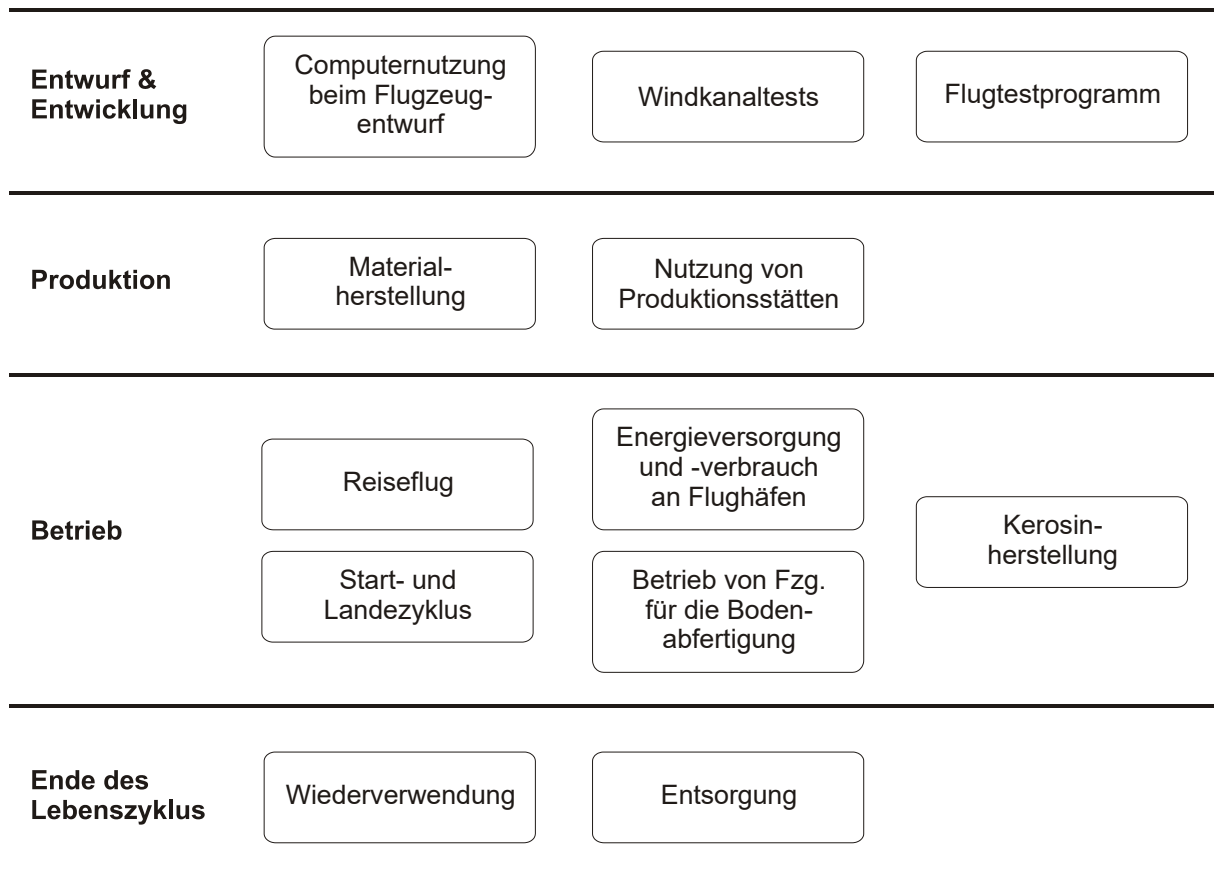 Entwurf &
Entwicklung
Computernutzung
beim Flugzeug-
entwurf
Windkanaltests
Flugtestprogramm
Produktion
Material-
herstellung
Nutzung von
Produktionsstätten
Betrieb
Reiseflug
Energieversorgung
und -verbrauch
an Flughäfen
Start- und
Landezyklus
Betrieb von Fzg.
für die Boden-
abfertigung
Kerosin-
herstellung
Ende des
Lebenszyklus
Wiederverwendung
Entsorgung